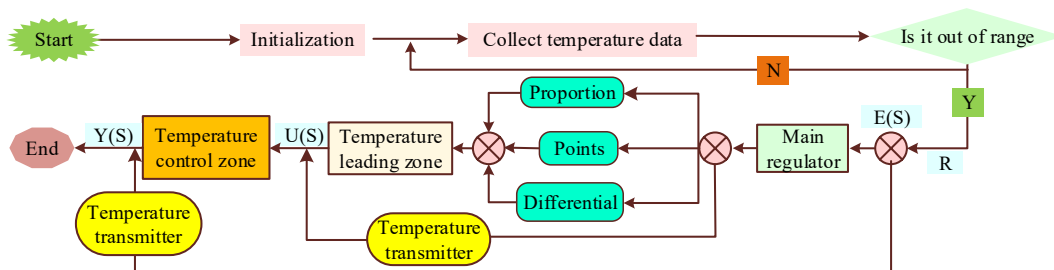 Start
Initialization
Collect temperature data
Is it out of range
N
Y
Proportion
E(S)
Y(S)
Temperature
control zone
U(S)
Temperature
leading zone
Points
Main
regulator
End
R
Differential
Temperature
transmitter
Temperature
transmitter